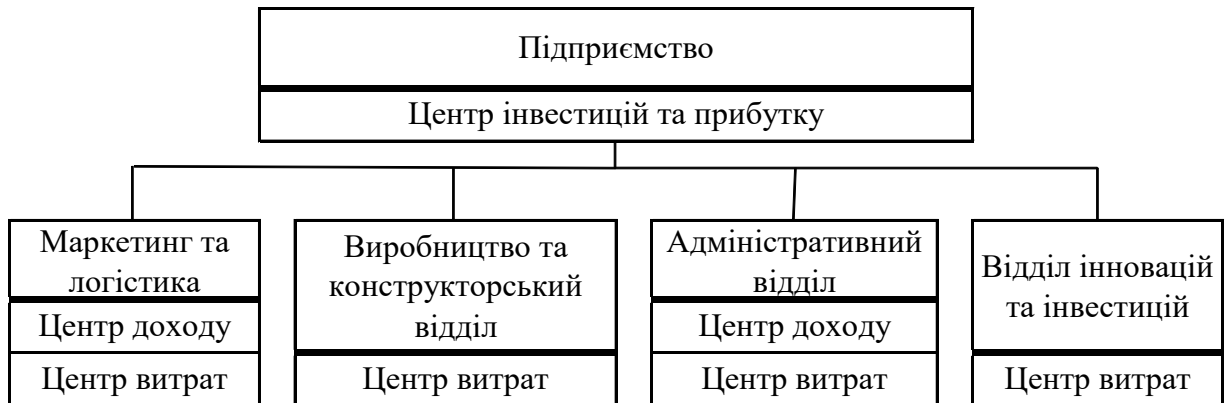 Підприємство
Центр інвестицій та прибутку
Маркетинг та
логістика
Центр доходу
Центр витрат
Виробництво та
конструкторський
відділ
Центр витрат
Адміністративний
відділ
Центр доходу
Центр витрат
Відділ інновацій
та інвестицій
Центр витрат